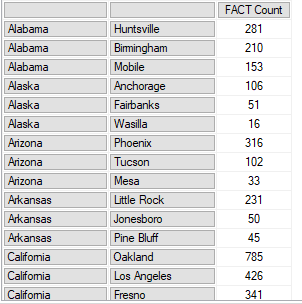 FACT Count
Alabama Huntsville 281
Alabama Birmingham 210
Alabama Mobile 153
Alaska Anchorage 106
Alaska Fairbanks 51
Alaska Wasilla 16
Arizona Phoenix 316
Arizona Tucson 102
Arizona Mesa 33
Arkansas Little Rock 231
Arkansas Jonesboro 50
Arkansas Pine Bluff 45
California Oakland 785
California Los Angeles 426
California Fresno 341